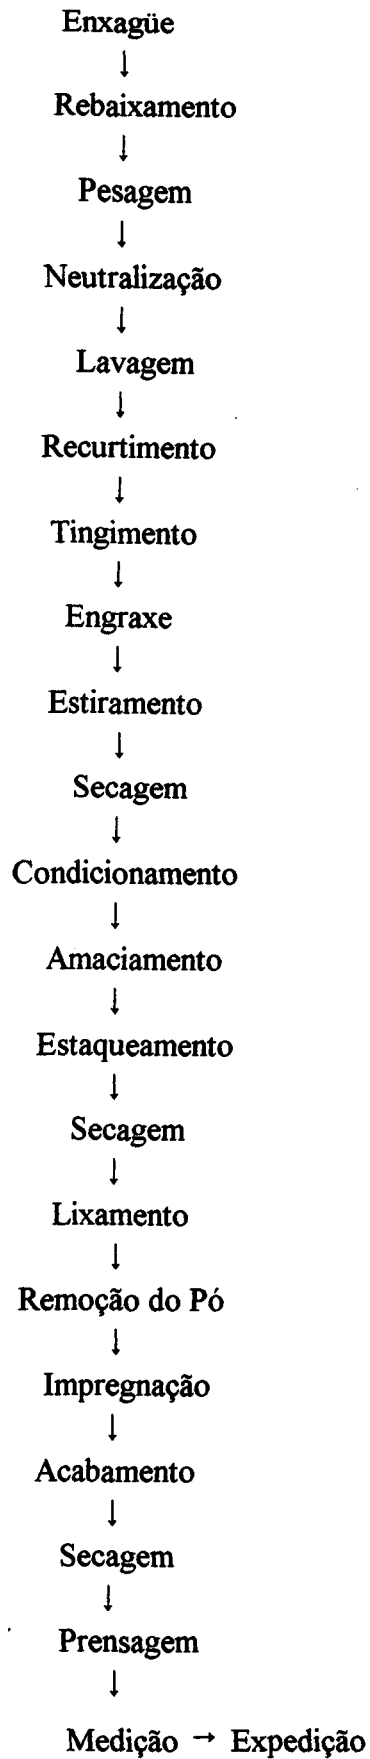 Enxagüe
↓
Rebaixamento
↓
Pesagem
↓
Neutralização
↓
Lavagem
↓
Recurtimento
↓
Tingimento
↓
Engraxe
↓
Estiramento
↓
Secagem
↓
Condicionamento
↓
Amaciamento
↓
Estaqueamento
↓
Secagem
↓
Lixamento
↓
Remoção do Pó
↓
Impregnação
↓
Acabamento
↓
Secagem
↓
Prensagem
↓
Medição → Expedição